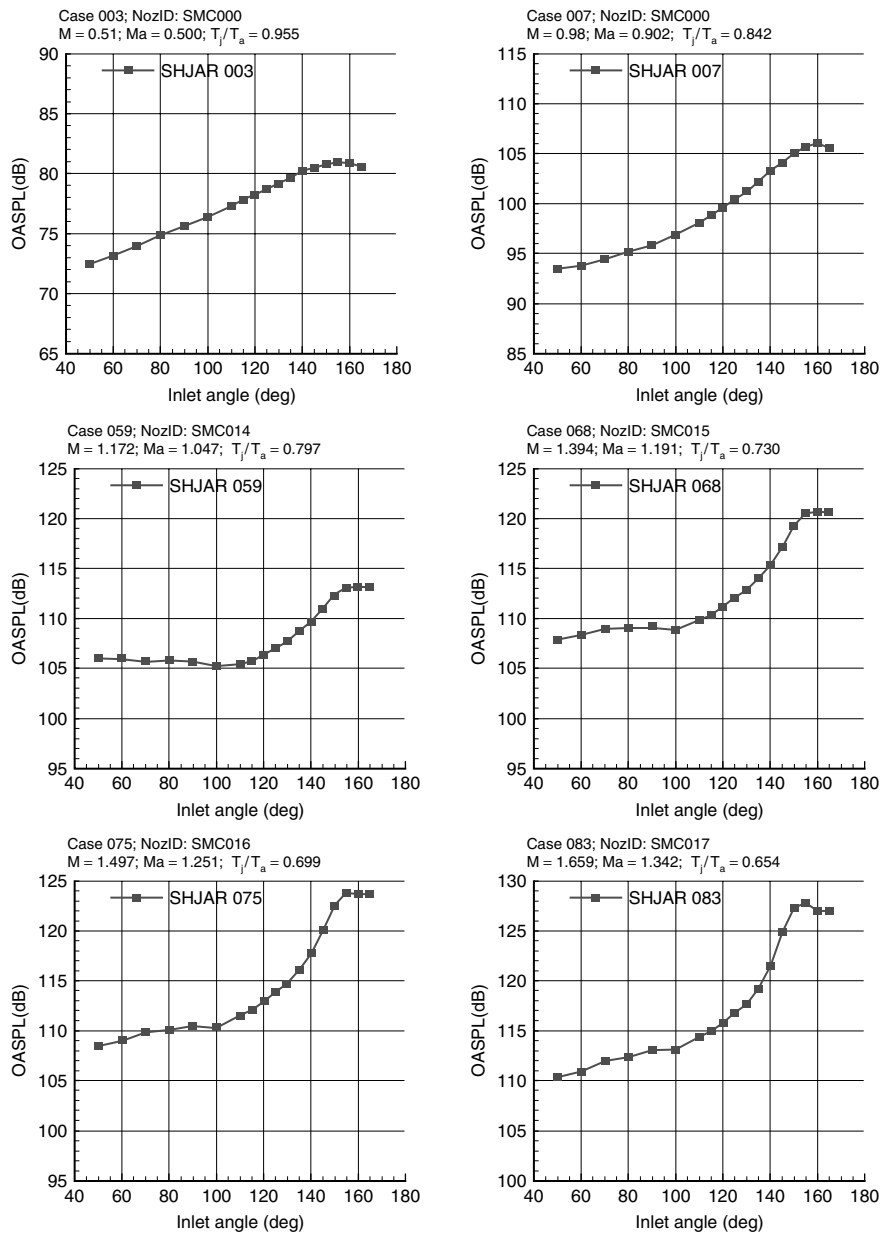 Case 003; NozID: SMC000
M = 0.51; Ma = 0.500; Tj/Ta = 0.955
90
85
80
75
70
65
OASPL(dB)
SHJAR 003
40 60 80 100 120 140 160 180
Inlet angle (deg)
Case 007; NozID: SMC000
M = 0.98; Ma = 0.902; Tj/Ta = 0.842
115
110
105
100
95
90
85
OASPL(dB)
SHJAR 007
40 60 80 100 120 140 160 180
Inlet angle (deg)
Case 059; NozID: SMC014
M = 1.172; Ma = 1.047; Tj/Ta = 0.797
125
120
115
110
105
100
95
OASPL(dB)
SHJAR 059
40 60 80 100 120 140 160 180
Inlet angle (deg)
Case 068; NozID: SMC015
M = 1.394; Ma = 1.191; Tj/Ta = 0.730
125
120
115
110
105
100
95
OASPL(dB)
SHJAR 068
40 60 80 100 120 140 160 180
Inlet angle (deg)
Case 075; NozID: SMC016
M = 1.497; Ma = 1.251; Tj/Ta = 0.699
125
120
115
110
105
100
95
OASPL(dB)
SHJAR 075
40 60 80 100 120 140 160 180
Inlet angle (deg)
Case 083; NozID: SMC017
M = 1.659; Ma = 1.342; Tj/Ta = 0.654
130
125
120
115
110
105
100
OASPL(dB)
SHJAR 083
40 60 80 100 120 140 160 180
Inlet angle (deg)